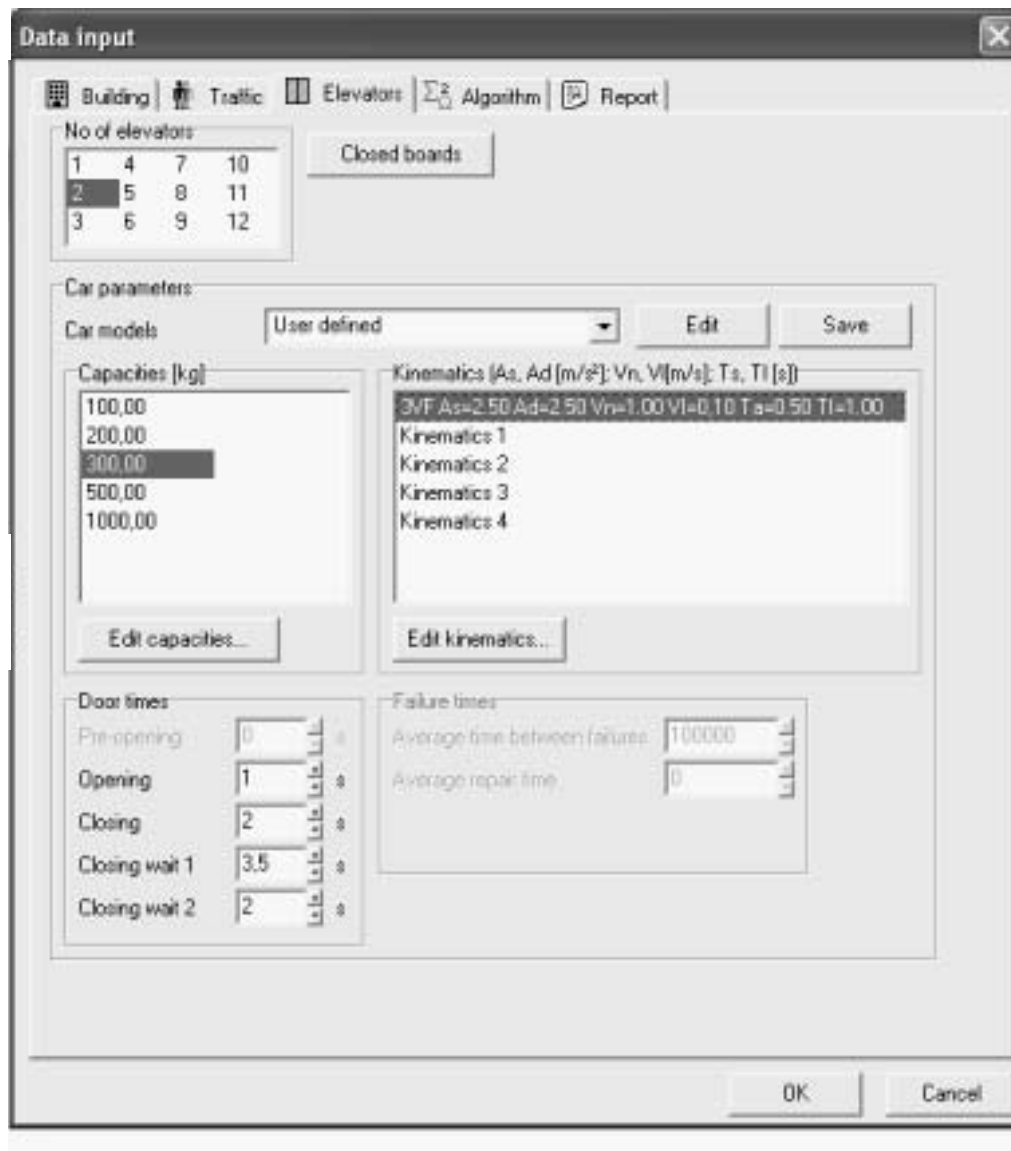 Data input
Building Traffic Elevators Algorithm Report
No of elevators
1 4 7 10
2 5 8 11
3 6 9 12
Closed boards
Car parameters
Car models User defined Edit Save
Capacities [kg]
100,00
200,00
300,00
500,00
1000,00
Edit capacities...
Kinematics (As, Ad [m/s²]; Vn, Vl[m/s]; Ts, Tl [s])
3VF As=2.50 Ad=2.50 Vn=1.00 Vl=0,10 Ta=0.50 Tl=1.00
Kinematics 1
Kinematics 2
Kinematics 3
Kinematics 4
Edit kinematics...
Door times
Pre-opening 0 s
Opening 1 s
Closing 2 s
Closing wait 1 3,5 s
Closing wait 2 2 s
Failure times
Average time between failures 100000
Average repair time 0
OK Cancel